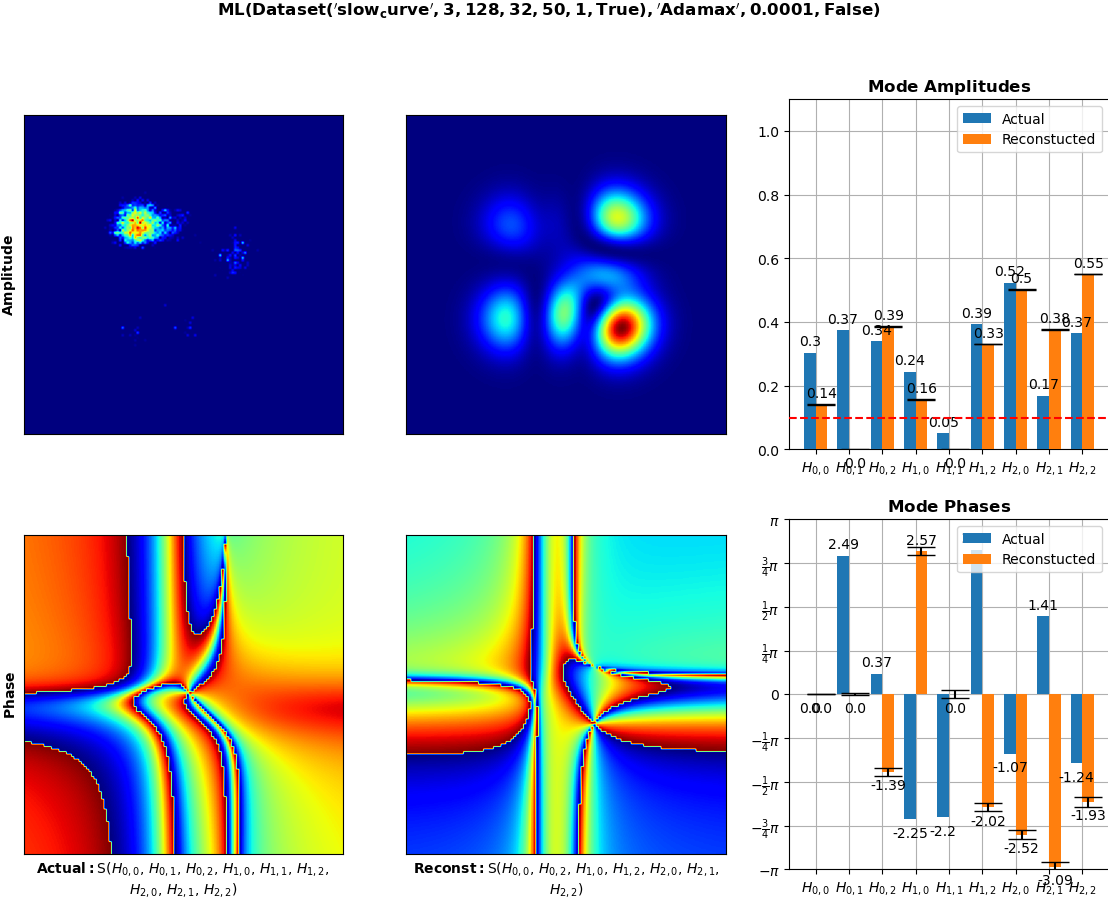 ML(Dataset('slow_curve', 3, 128, 32, 50, 1, True), 'Adamax', 0.0001, False)
Mode Amplitudes
Actual
Reconstucted
1.0
0.8
0.6
0.4
0.2
0.0
0.3
0.14
0.37
0.0
0.34
0.39
0.24
0.16
0.05
0.0
0.39
0.33
0.52
0.5
0.17
0.38
0.37
0.55
H0,0 H0,1 H0,2 H1,0 H1,1 H1,2 H2,0 H2,1 H2,2
Amplitude
Mode Phases
Actual
Reconstucted
π
3/4π
1/2π
1/4π
0
−1/4π
−1/2π
−3/4π
−π
0.0
0.0
2.49
0.0
0.37
-1.39
-2.25
2.57
-2.2
0.0
-2.02
-1.07
-2.52
1.41
-3.09
-1.24
-1.93
H0,0 H0,1 H0,2 H1,0 H1,1 H1,2 H2,0 H2,1 H2,2
Phase
Actual: S(H0,0, H0,1, H0,2, H1,0, H1,1, H1,2,
H2,0, H2,1, H2,2)
Reconst: S(H0,0, H0,2, H1,0, H1,2, H2,0, H2,1,
H2,2)